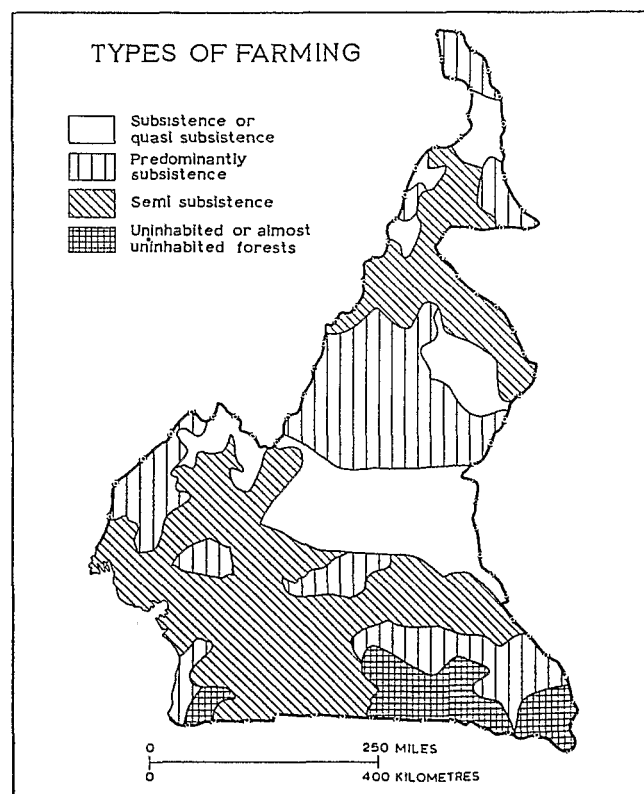 TYPES OF FARMING
Subsistence or
quasi subsistence
Predominantly
subsistence
Semi subsistence
Uninhabited or almost
uninhabited forests
0 250 MILES
0 400 KILOMETRES